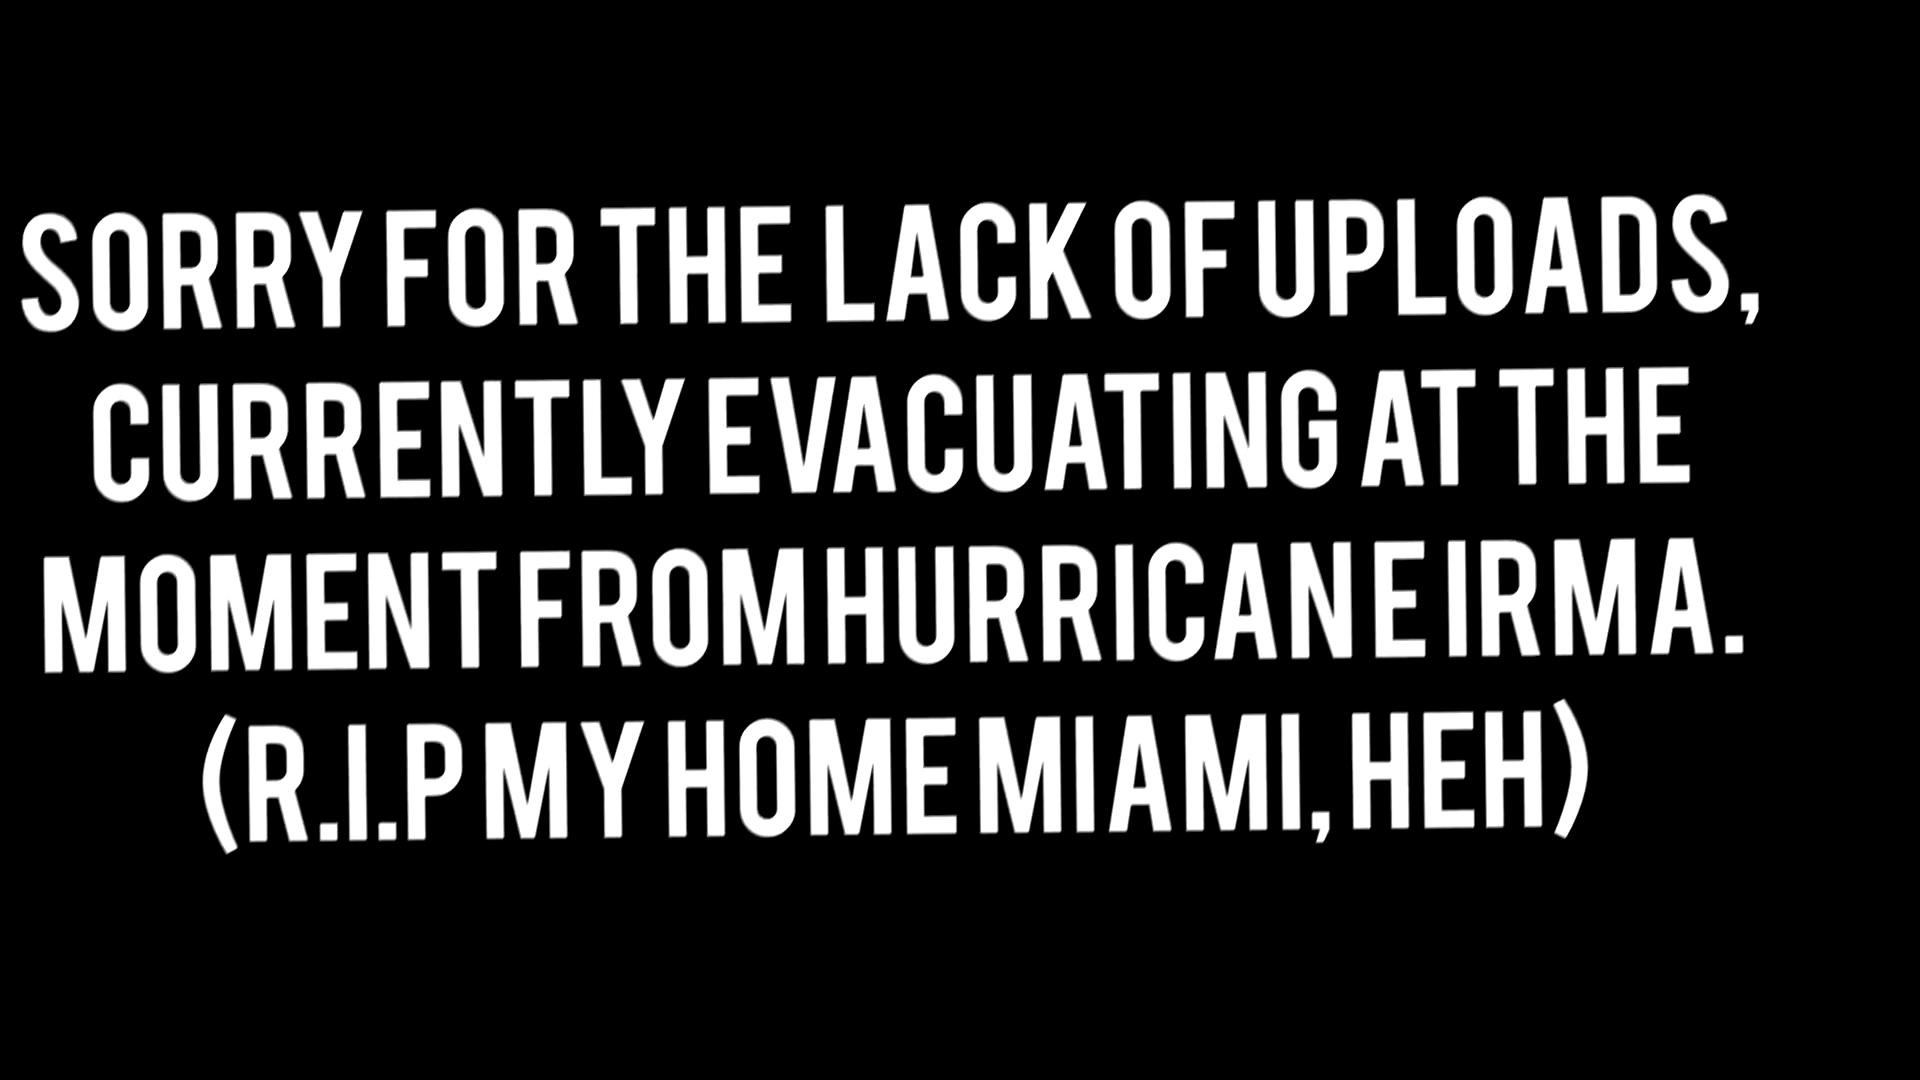 SORRY FOR THE LACK OF UPLOADS,
CURRENTLY EVACUATING AT THE
MOMENT FROM HURRICANE IRMA.
(R.I.P MY HOME MIAMI, HEH)